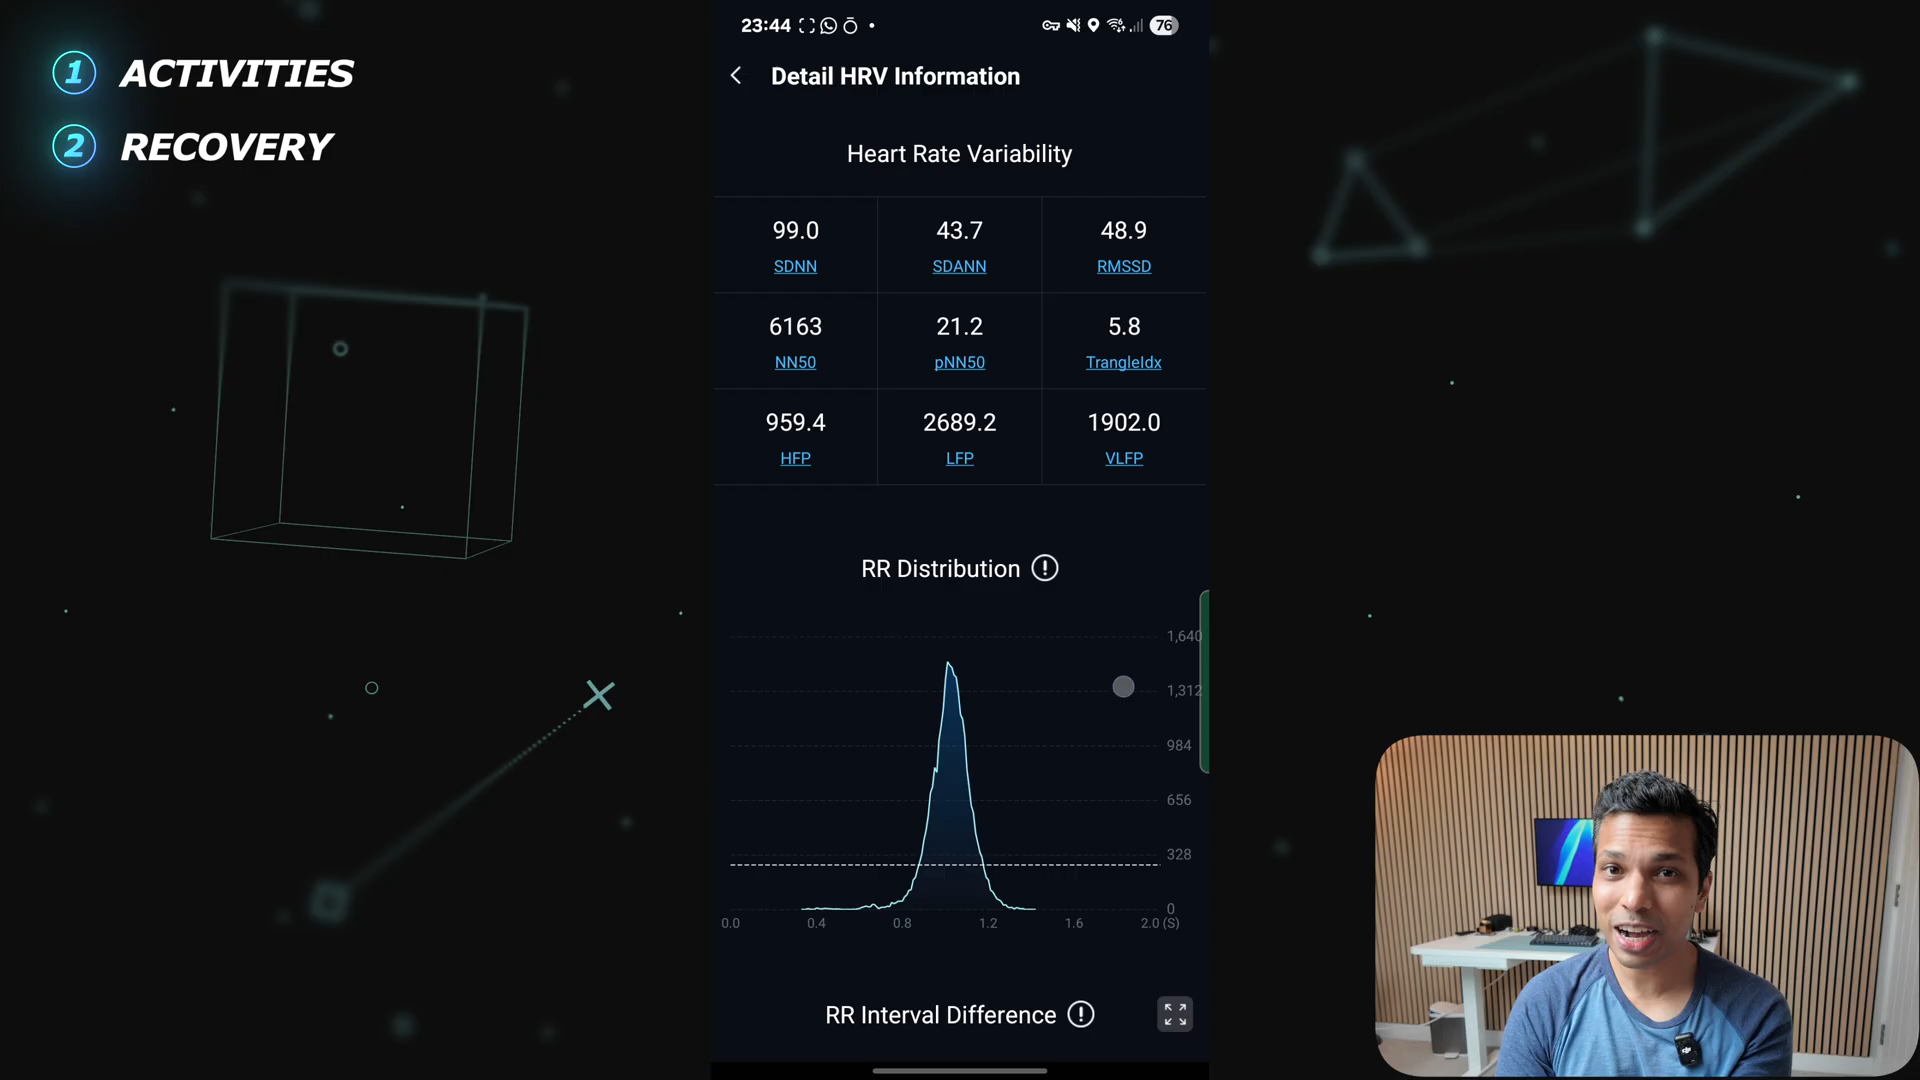 1 ACTIVITIES
2 RECOVERY
23:44
76
Detail HRV Information
Heart Rate Variability
99.0 43.7 48.9
SDNN SDANN RMSSD
6163 21.2 5.8
NN50 pNN50 TrangleIdx
959.4 2689.2 1902.0
HFP LFP VLFP
RR Distribution
1,640
1,312
984
656
328
0
0.0 0.4 0.8 1.2 1.6 2.0 (S)
RR Interval Difference